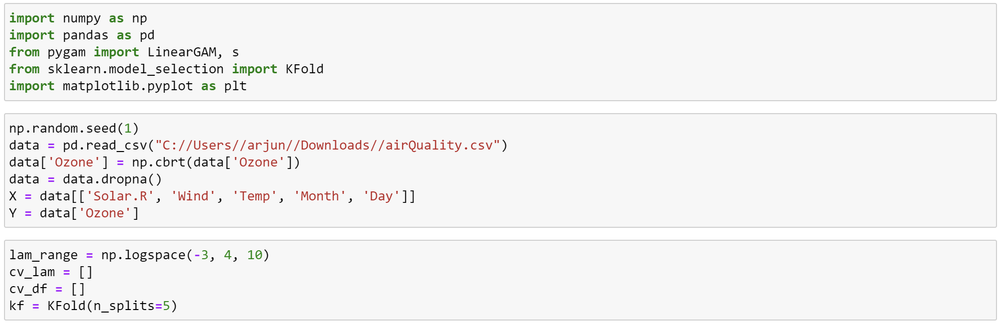 import numpy as np
import pandas as pd
from pygam import LinearGAM, s
from sklearn.model_selection import KFold
import matplotlib.pyplot as plt
np.random.seed(1)
data = pd.read_csv("C://Users//arjun//Downloads//airQuality.csv")
data['Ozone'] = np.cbrt(data['Ozone'])
data = data.dropna()
X = data[['Solar.R', 'Wind', 'Temp', 'Month', 'Day']]
Y = data['Ozone']
lam_range = np.logspace(-3, 4, 10)
cv_lam = []
cv_df = []
kf = KFold(n_splits=5)